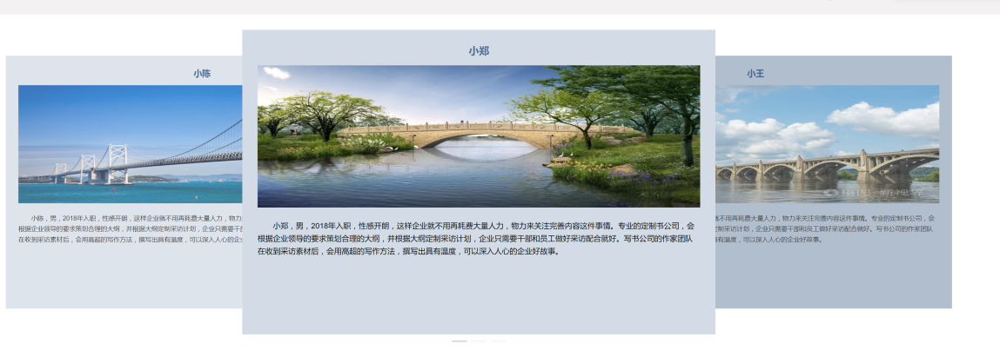 小陈
小陈，男，2018年入职，性感开朗，这样企业就不用再耗费大量人力，物力
根据企业领导的要求策划合理的大纲，并根据大纲定制采访计划，企业只需要干
在收到采访素材后，会用高超的写作方法，撰写出具有温度，可以深入人心的企
小郑
小郑，男，2018年入职，性感开朗，这样企业就不用再耗费大量人力，物力来关注完善内容这件事情。专业的定制书公司，会
根据企业领导的要求策划合理的大纲，并根据大纲定制采访计划，企业只需要干部和员工做好采访配合就好。写书公司的作家团队
在收到采访素材后，会用高超的写作方法，撰写出具有温度，可以深入人心的企业好故事。
小王
就不用再耗费大量人力，物力来关注完善内容这件事情。专业的定制书公司，会
定制采访计划，企业只需要干部和员工做好采访配合就好。写书公司的作家团队
有温度，可以深入人心的企业好故事。